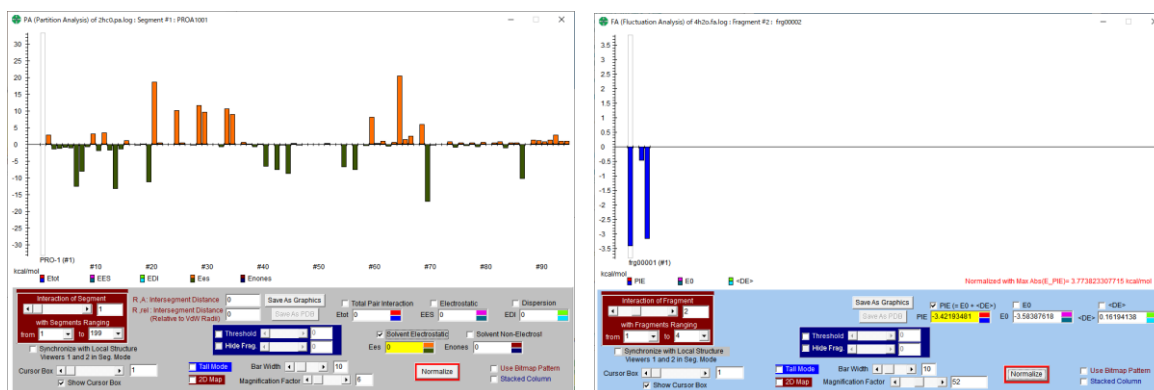 PA (Partition Analysis) of 2hc0.pa.log : Segment #1 : PROA1001
30
25
20
15
10
5
0
-5
-10
-15
-20
-25
-30
PRO-1 (#1)
#10 #20 #30 #40 #50 #60 #70 #80 #90
kcal/mol
Etot EES EDI Ees Enones
Interaction of Segment
1
with Segments Ranging
from 1 to 199
Synchronize with Local Structure
Viewers 1 and 2 in Seg. Mode
Cursor Box 1
Show Cursor Box
R_A: Intersegment Distance 0
R_rel : Intersegment Distance 0
(Relative to VdW Radii)
Save As Graphics
Save As PDB
Threshold 0
Hide Frag. 0
Total Pair Interaction Electrostatic Dispersion
Etot 0 EES 0 EDI 0
Solvent Electrostatic Solvent Non-Electrost
Ees 0 Enones 0
Tall Mode Bar Width 10
2D Map Magnification Factor 6
Normalize
Use Bitmap Pattern
Stacked Column
FA (Fluctuation Analysis) of 4h2o.fa.log : Fragment #2 : frg00002
3.5
3
2.5
2
1.5
1
0.5
0
-0.5
-1
-1.5
-2
-2.5
-3
-3.5
frg00001 (#1)
kcal/mol
PIE E0 <DE>
Normalized with Max Abs(E_PIE)= 3.773823307715 kcal/mol
Interaction of Fragment
2
with Fragments Ranging
from 1 to 4
Synchronize with Local Structure
Viewers 1 and 2 in Seg. Mode
Cursor Box 1
Show Cursor Box
Save As Graphics
Save As PDB
PIE (= E0 + <DE>) E0 <DE>
PIE -3.42193481 E0 -3.58387618 <DE> 0.16194138
Threshold 0
Hide Frag. 0
Tall Mode Bar Width 10
2D Map Magnification Factor 52
Normalize
Use Bitmap Pattern
Stacked Column